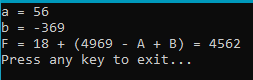 a = 56
b = -369
F = 18 + (4969 - A + B) = 4562
Press any key to exit...